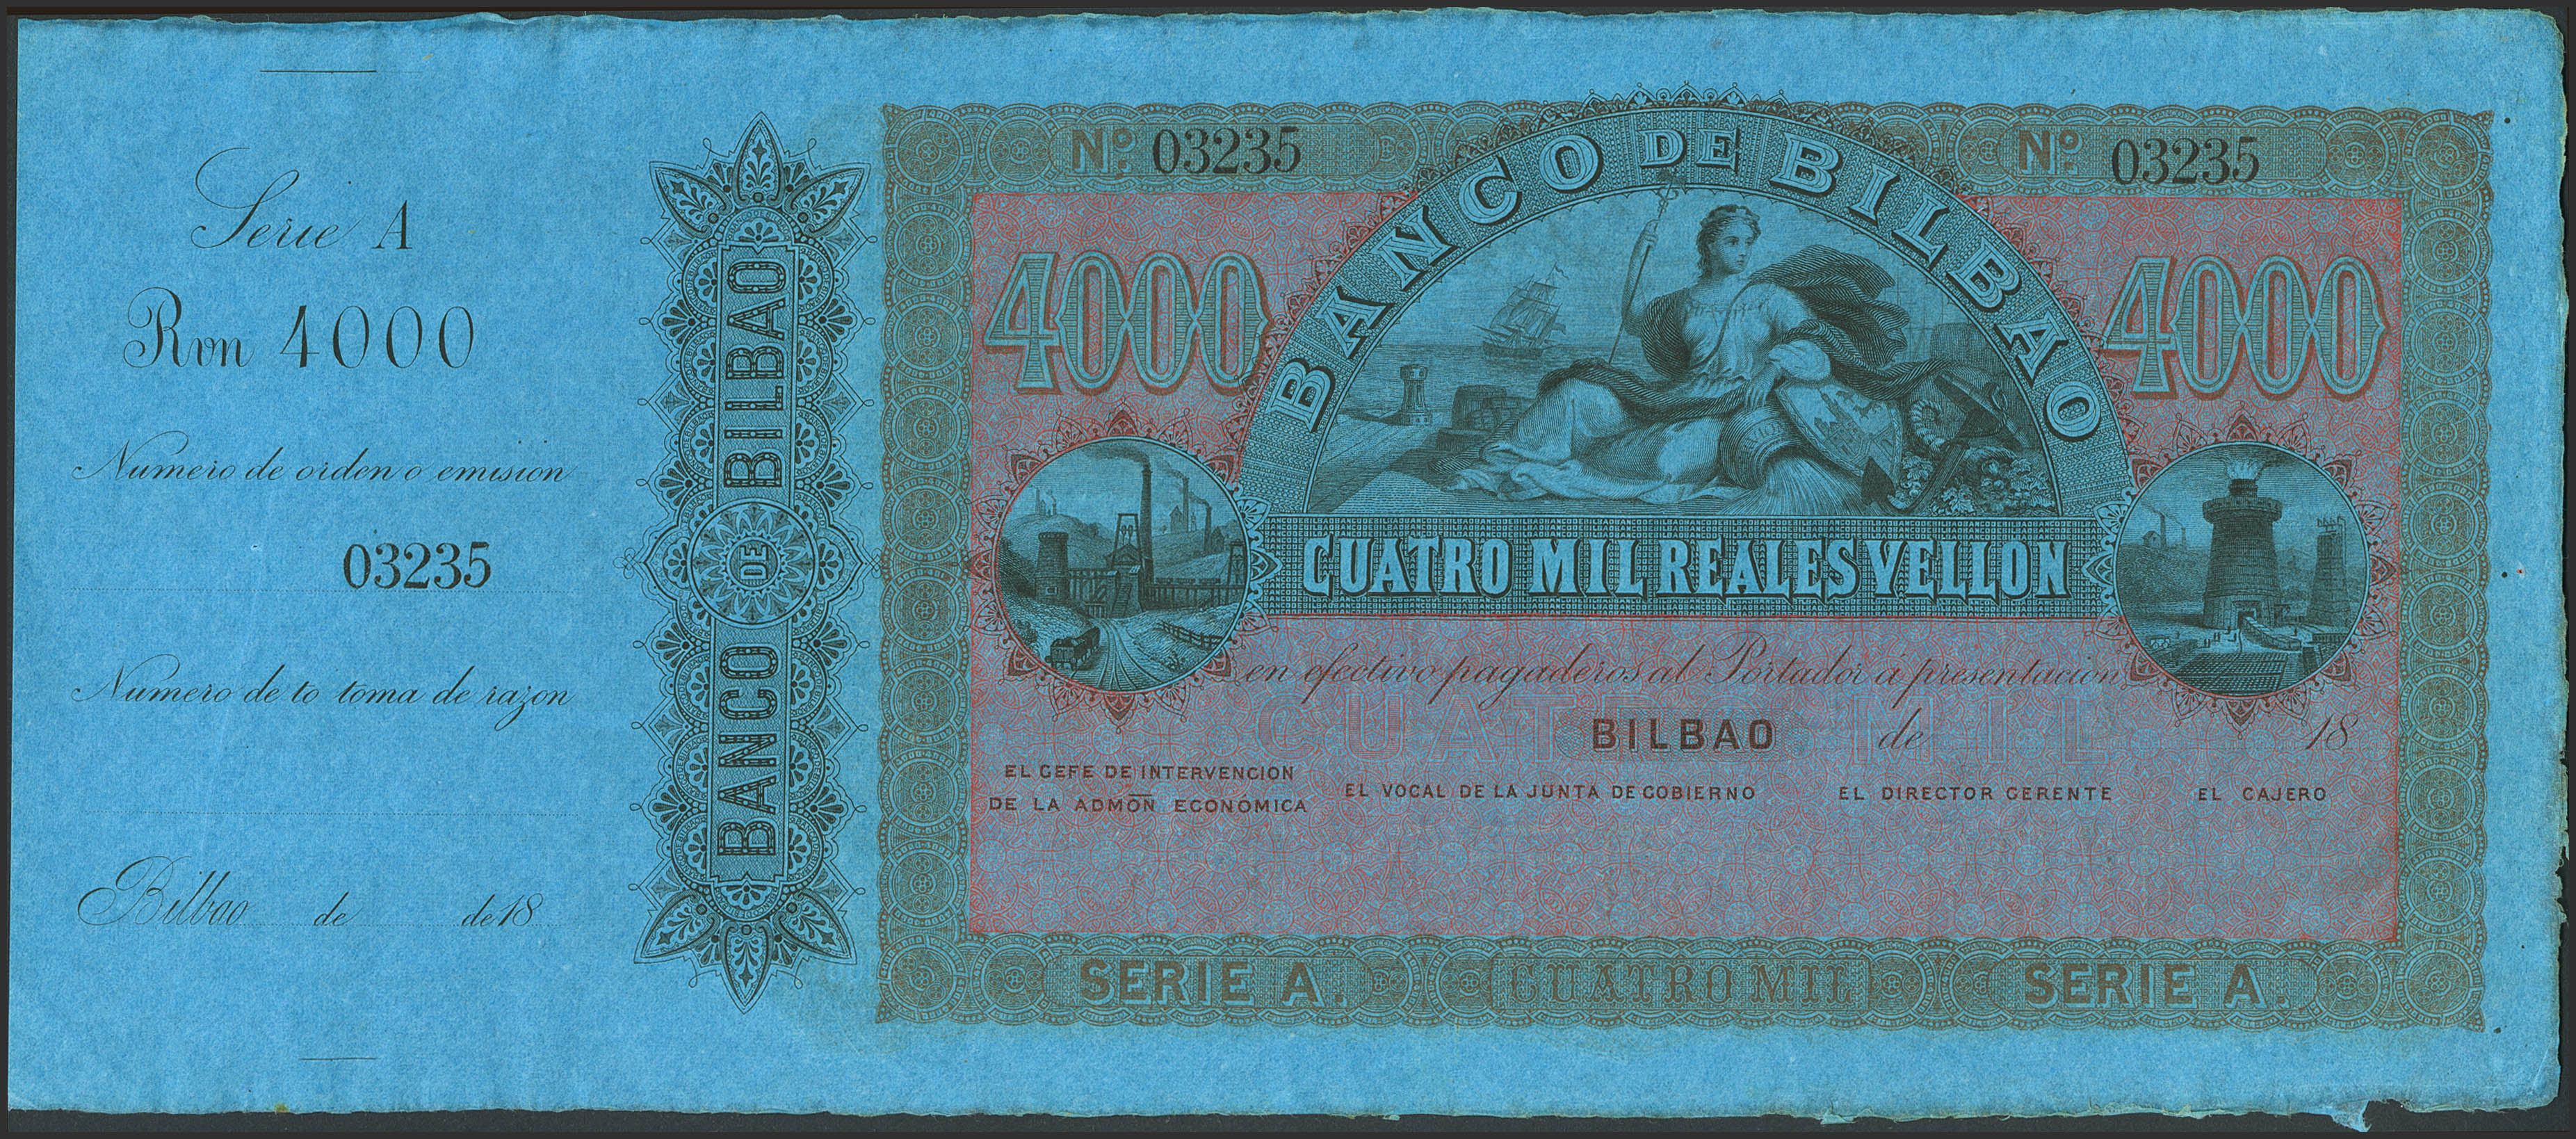 Serie A
Rvn 4000
Numero de orden o emision
03235
Numero de to toma de razon
Bilbao de de 18
BANCO DE BILBAO
Nº. 03235
Nº. 03235
BANCO DE BILBAO
4000
4000
CUATRO MIL REALES VELLON
en efectivo pagaderos al Portador á presentacion
CUATRO MIL
BILBAO de 18
EL GEFE DE INTERVENCION
DE LA ADMON ECONÓMICA
EL VOCAL DE LA JUNTA DE GOBIERNO
EL DIRECTOR GERENTE
EL CAJERO
SERIE A.
CUATRO MIL
SERIE A.